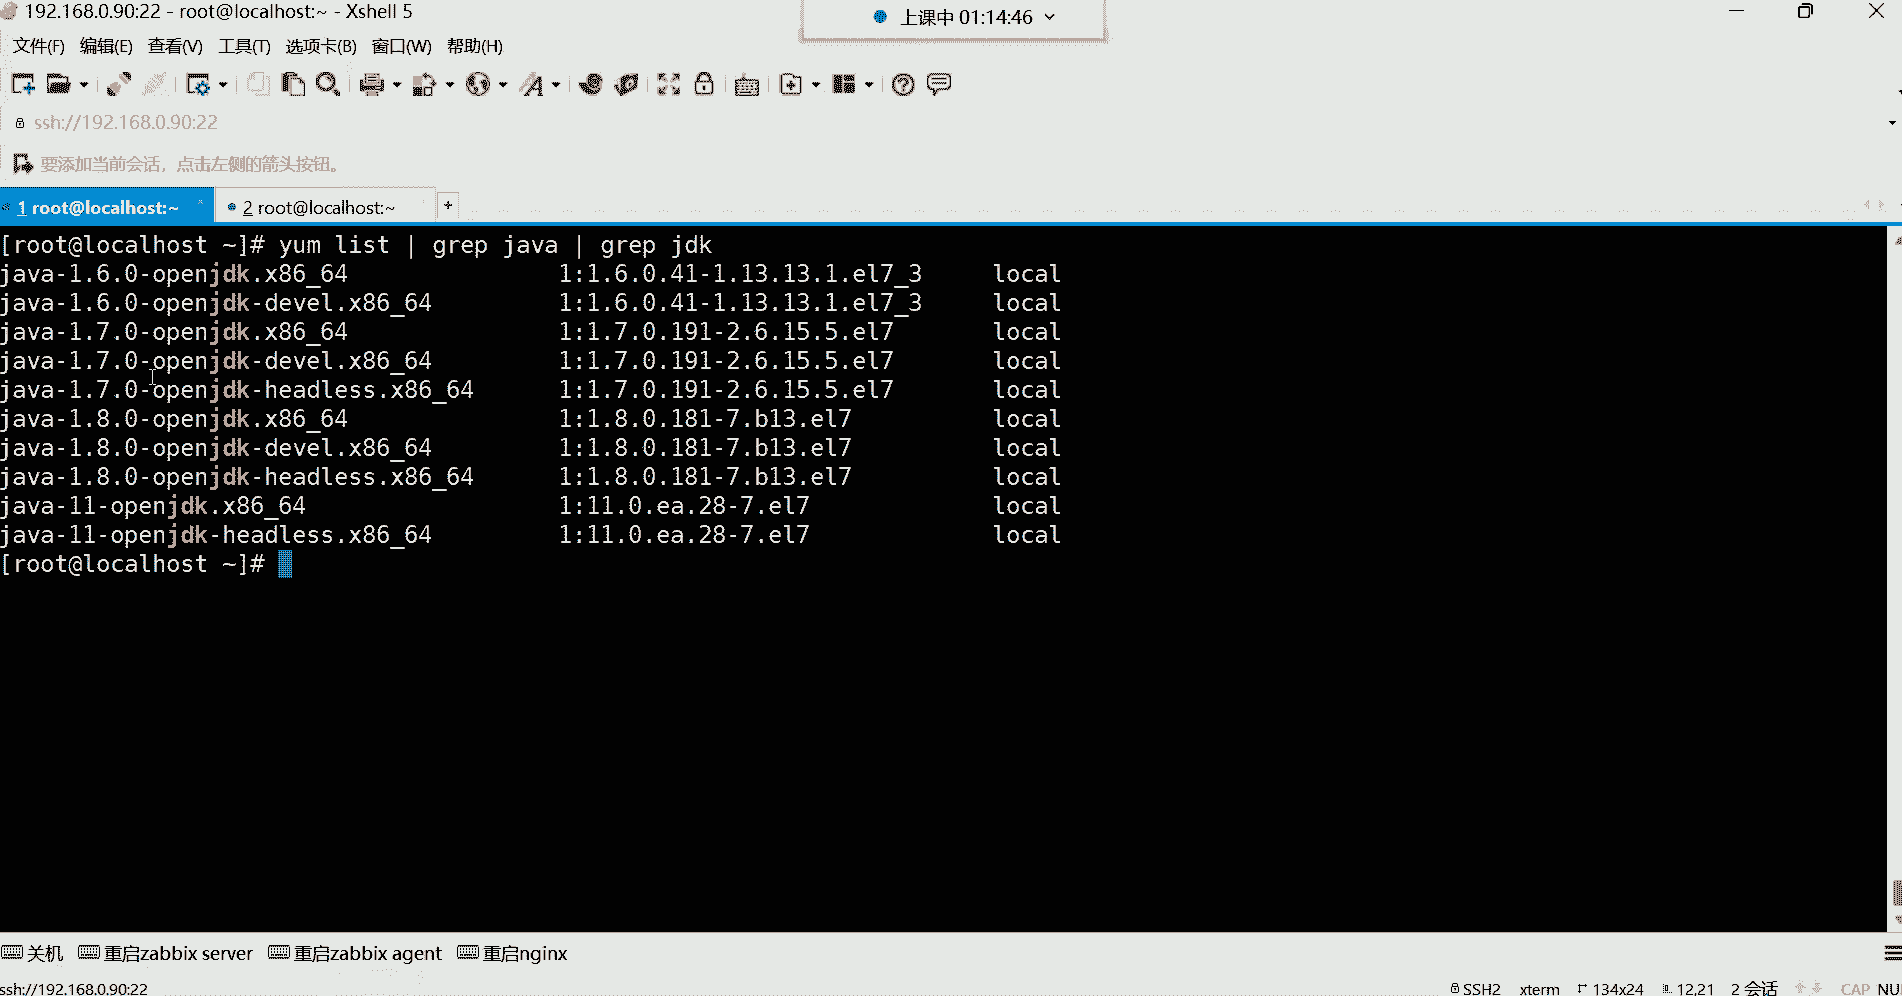 192.168.0.90:22 - root@localhost:~ - Xshell 5
上课中 01:14:46
文件(F) 编辑(E) 查看(V) 工具(T) 选项卡(B) 窗口(W) 帮助(H)
ssh://192.168.0.90:22
要添加当前会话，点击左侧的箭头按钮。
1 root@localhost:~ 2 root@localhost:~ +
[root@localhost ~]# yum list | grep java | grep jdk
java-1.6.0-openjdk.x86_64 1:1.6.0.41-1.13.13.1.el7_3 local
java-1.6.0-openjdk-devel.x86_64 1:1.6.0.41-1.13.13.1.el7_3 local
java-1.7.0-openjdk.x86_64 1:1.7.0.191-2.6.15.5.el7 local
java-1.7.0-openjdk-devel.x86_64 1:1.7.0.191-2.6.15.5.el7 local
java-1.7.0-openjdk-headless.x86_64 1:1.7.0.191-2.6.15.5.el7 local
java-1.8.0-openjdk.x86_64 1:1.8.0.181-7.b13.el7 local
java-1.8.0-openjdk-devel.x86_64 1:1.8.0.181-7.b13.el7 local
java-1.8.0-openjdk-headless.x86_64 1:1.8.0.181-7.b13.el7 local
java-11-openjdk.x86_64 1:11.0.ea.28-7.el7 local
java-11-openjdk-headless.x86_64 1:11.0.ea.28-7.el7 local
[root@localhost ~]#
关机 重启zabbix server 重启zabbix agent 重启nginx
ssh://192.168.0.90:22 SSH2 xterm 134x24 12,21 2 会话 CAP NU